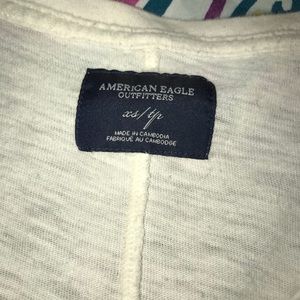 AMERICAN EAGLE
OUTFITTERS
xs/tp
MADE IN CAMBODIA
FABRIQUÉ AU CAMBODGE